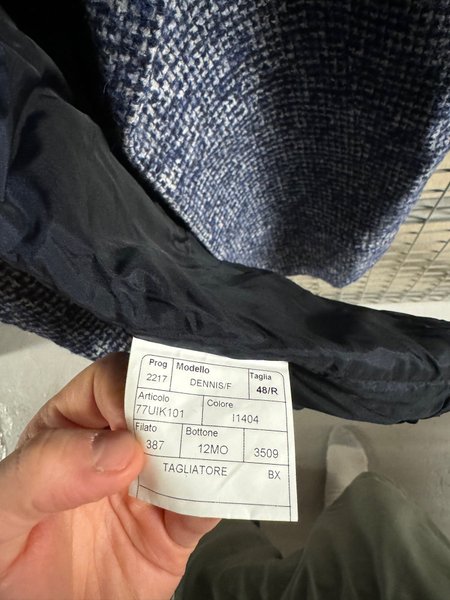 Prog Modello Taglia
2217 DENNIS/F 48/R
Articolo Colore
77UIK101 I1404
Filato Bottone
387 12MO 3509
TAGLIATORE BX